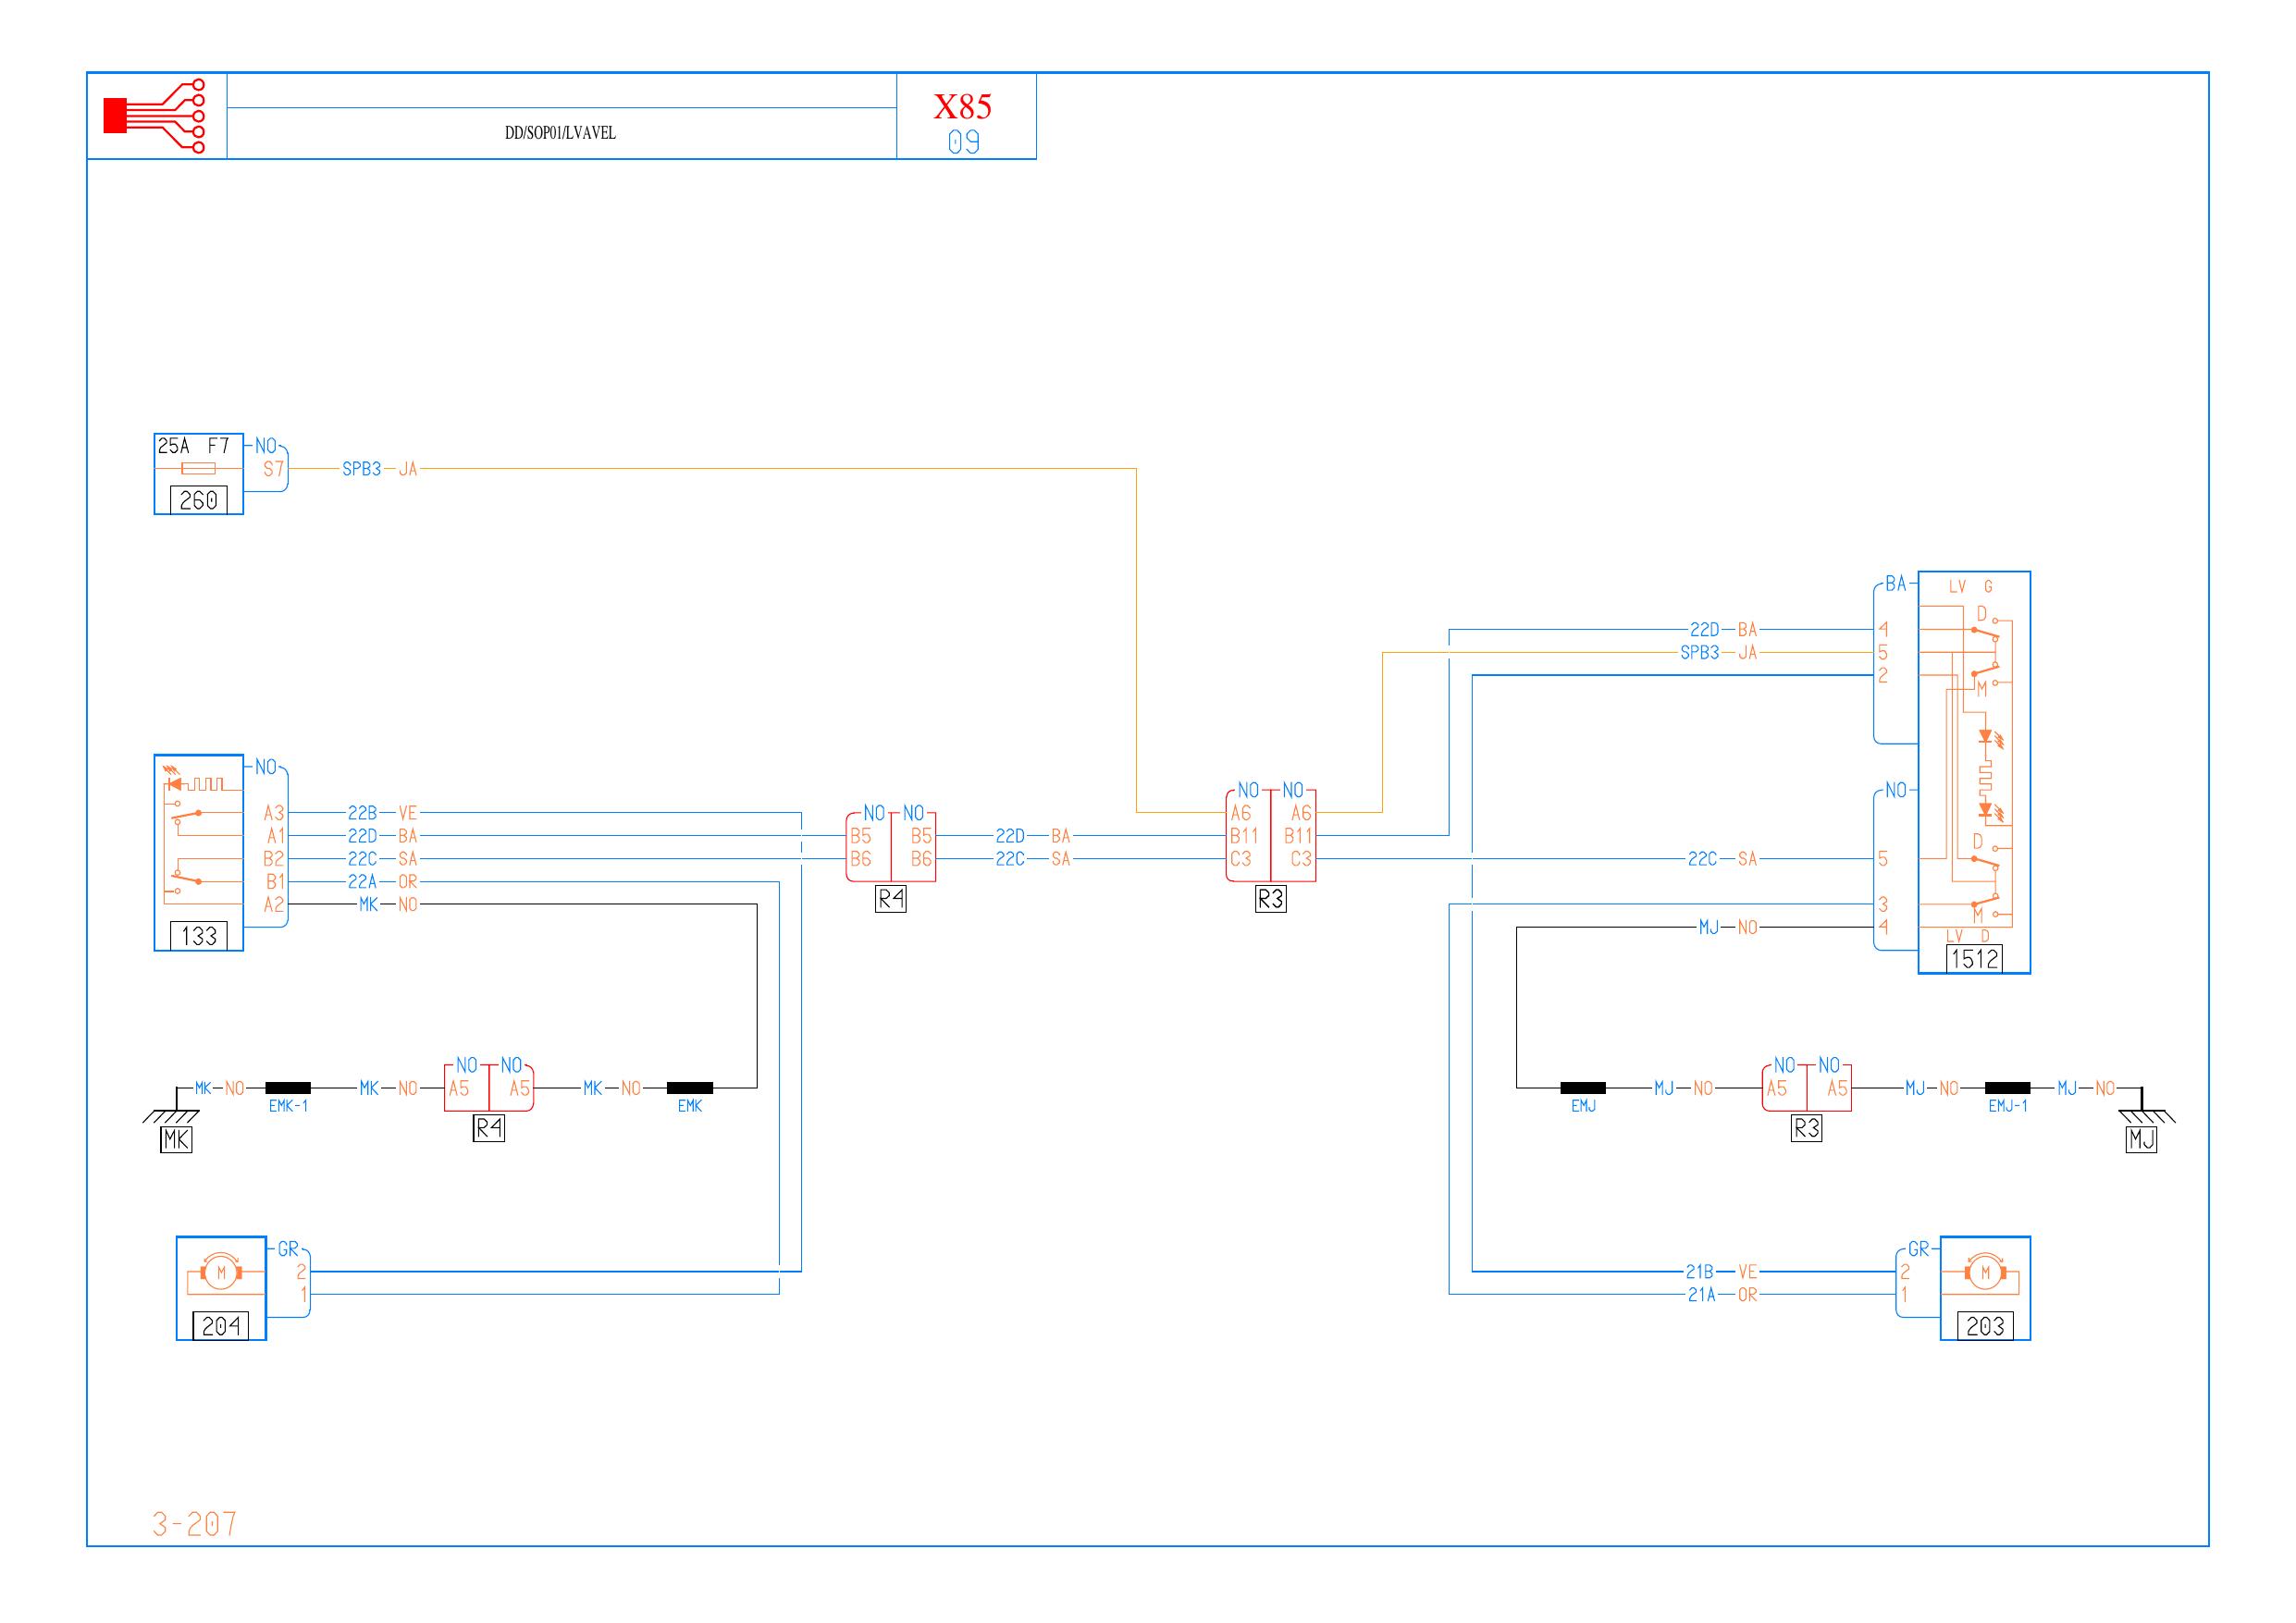 X85
DD/SOP01/LVAVEL
09
25A F7 NO
S7 SPB3 JA
260
BA LV G
D
22D BA 4
SPB3 JA 5
2
M
NO
A3 22B VE
A1 22D BA
B2 22C SA
B1 22A OR
A2 MK NO
133
NO NO
B5 B5
B6 B6
R4
22D BA
22C SA
NO NO
A6 A6
B11 B11
C3 C3
R3
NO
D
22C SA 5
3
M
MJ NO 4
LV D
1512
MK NO EMK-1 MK NO
NO NO
A5 A5
R4
MK NO EMK
MK
EMJ MJ NO
NO NO
A5 A5
R3
MJ NO EMJ-1 MJ NO
MJ
GR
M 2
1
204
GR
21B VE 2 M
21A OR 1
203
3-207